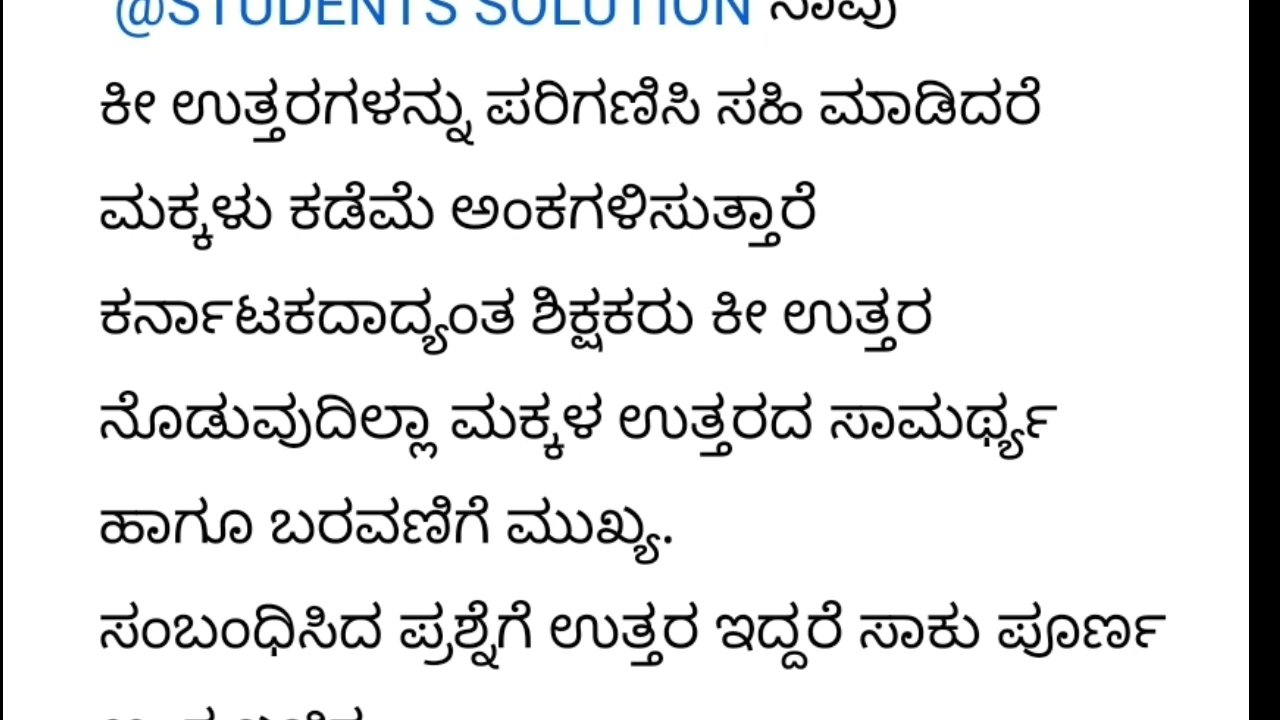 @STUDENTS SOLUTION ನಾವು
ಕೀ ಉತ್ತರಗಳನ್ನು ಪರಿಗಣಿಸಿ ಸಹಿ ಮಾಡಿದರೆ
ಮಕ್ಕಳು ಕಡೆಮೆ ಅಂಕಗಳಿಸುತ್ತಾರೆ
ಕರ್ನಾಟಕದಾದ್ಯಂತ ಶಿಕ್ಷಕರು ಕೀ ಉತ್ತರ
ನೊಡುವುದಿಲ್ಲಾ ಮಕ್ಕಳ ಉತ್ತರದ ಸಾಮರ್ಥ್ಯ
ಹಾಗೂ ಬರವಣಿಗೆ ಮುಖ್ಯ.
ಸಂಬಂಧಿಸಿದ ಪ್ರಶ್ನೆಗೆ ಉತ್ತರ ಇದ್ದರೆ ಸಾಕು ಪೂರ್ಣ